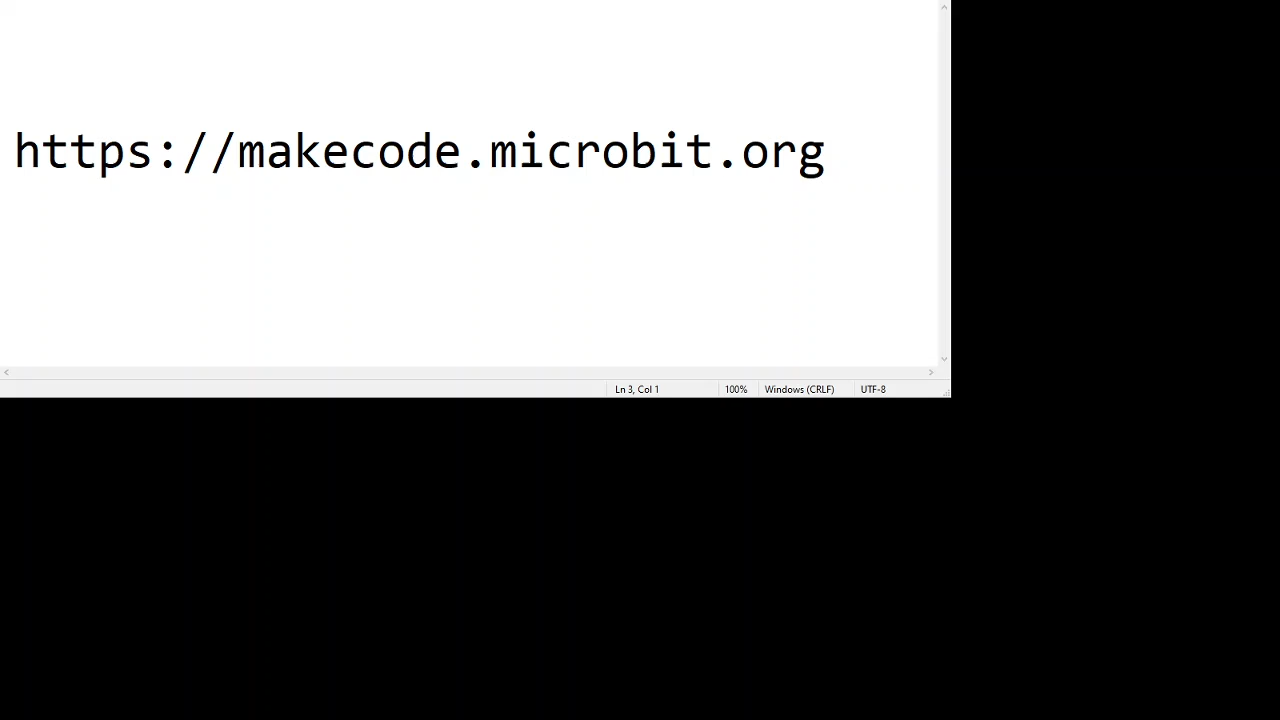 https://makecode.microbit.org
Ln 3, Col 1 100% Windows (CRLF) UTF-8